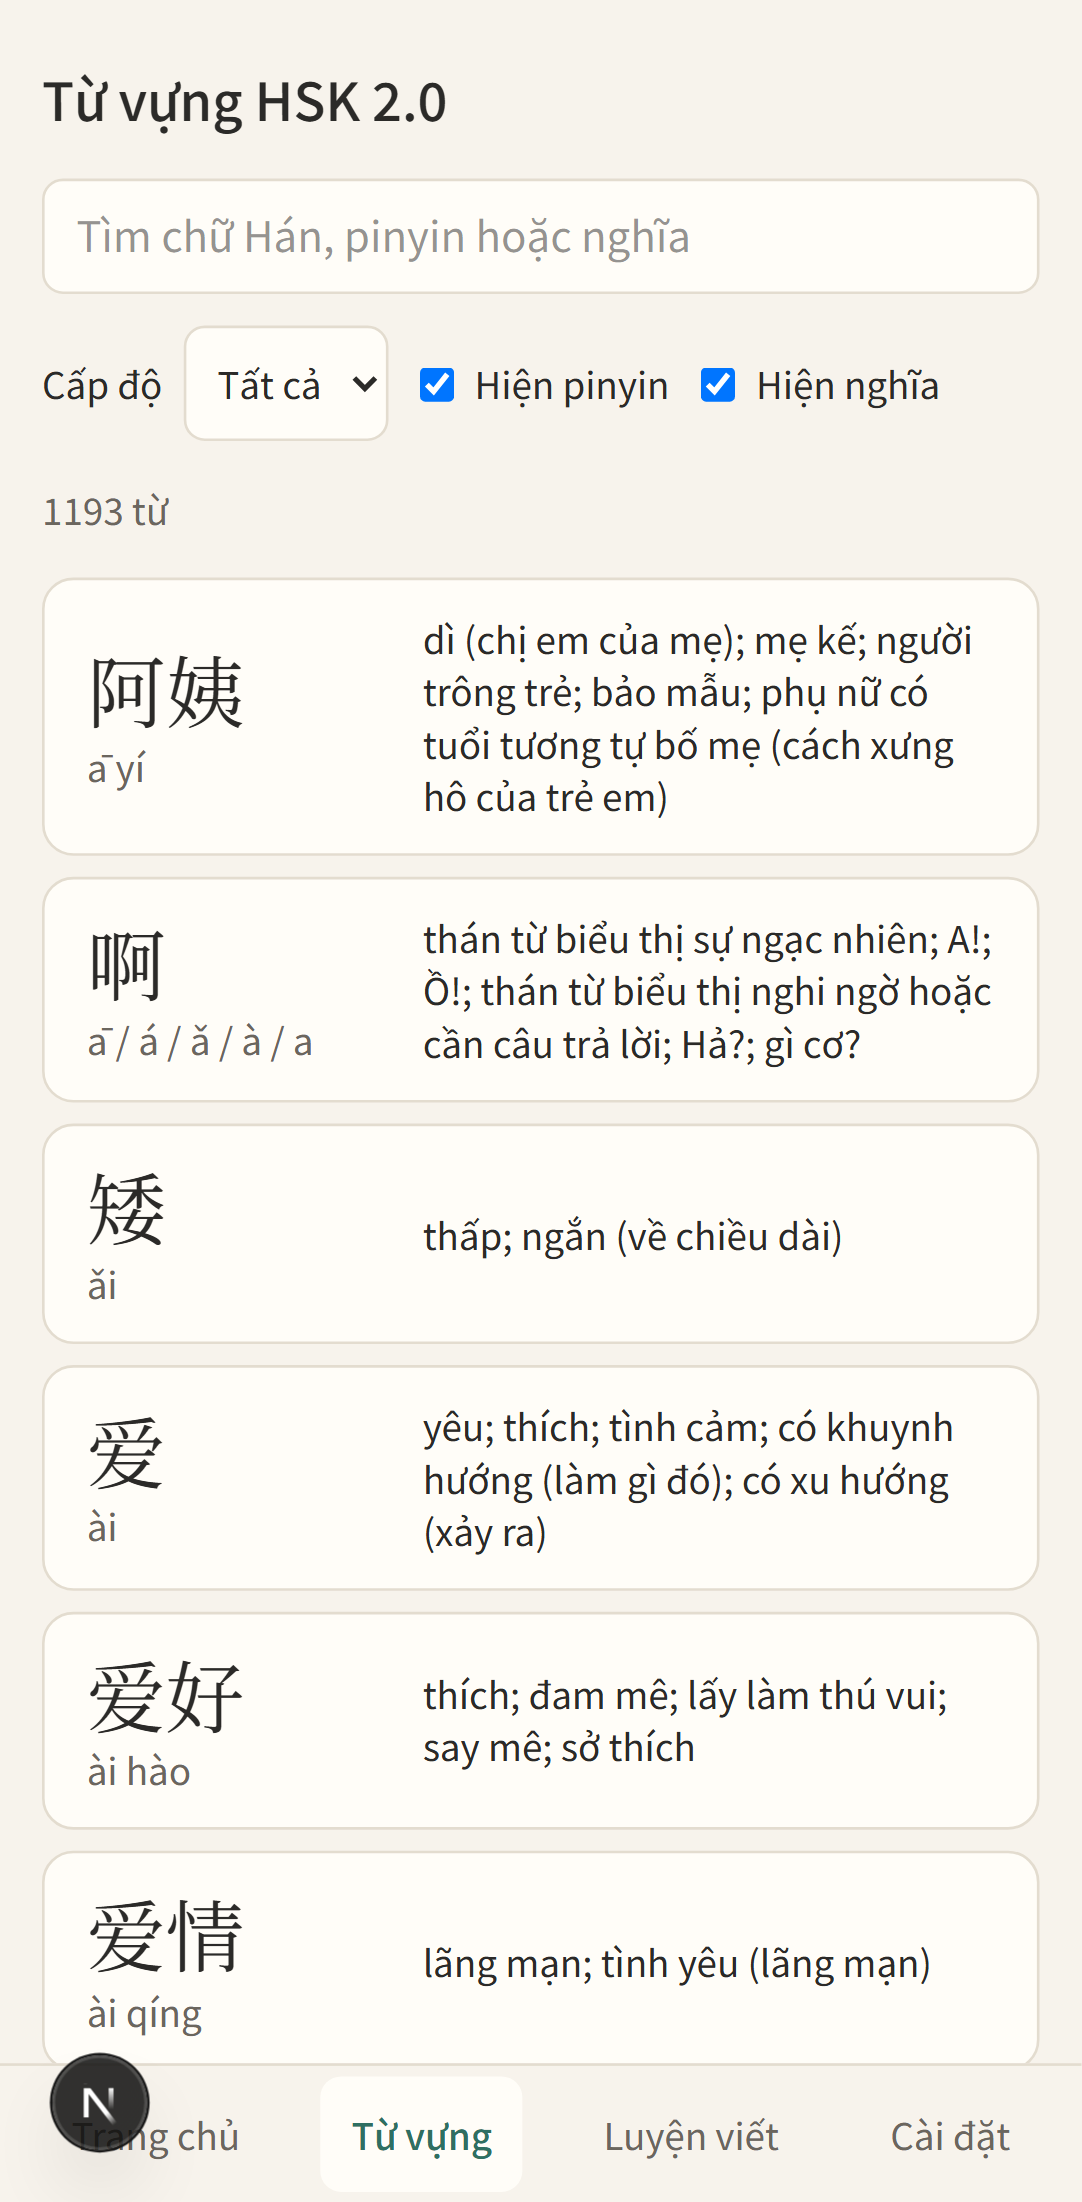 Từ vựng HSK 2.0
Tìm chữ Hán, pinyin hoặc nghĩa
Cấp độ Tất cả Hiện pinyin Hiện nghĩa
1193 từ
阿姨
ā yí
dì (chị em của mẹ); mẹ kế; người
trông trẻ; bảo mẫu; phụ nữ có
tuổi tương tự bố mẹ (cách xưng
hô của trẻ em)
啊
ā / á / ǎ / à / a
thán từ biểu thị sự ngạc nhiên; A!;
Ồ!; thán từ biểu thị nghi ngờ hoặc
cần câu trả lời; Hả?; gì cơ?
矮
ǎi
thấp; ngắn (về chiều dài)
爱
ài
yêu; thích; tình cảm; có khuynh
hướng (làm gì đó); có xu hướng
(xảy ra)
爱好
ài hào
thích; đam mê; lấy làm thú vui;
say mê; sở thích
爱情
ài qíng
lãng mạn; tình yêu (lãng mạn)
N
Trang chủ Từ vựng Luyện viết Cài đặt